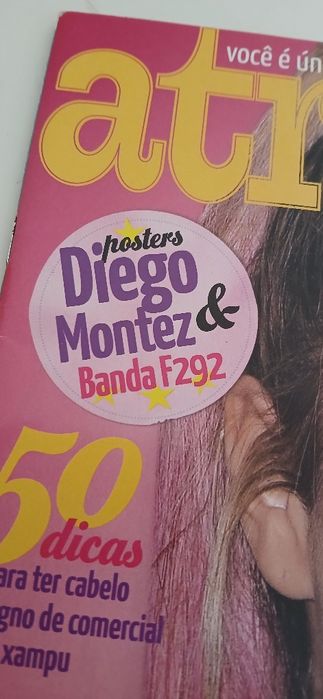 você é ún
atr
posters
Diego
Montez &
Banda F292
50
dicas
ara ter cabelo
gno de comercial
xampu